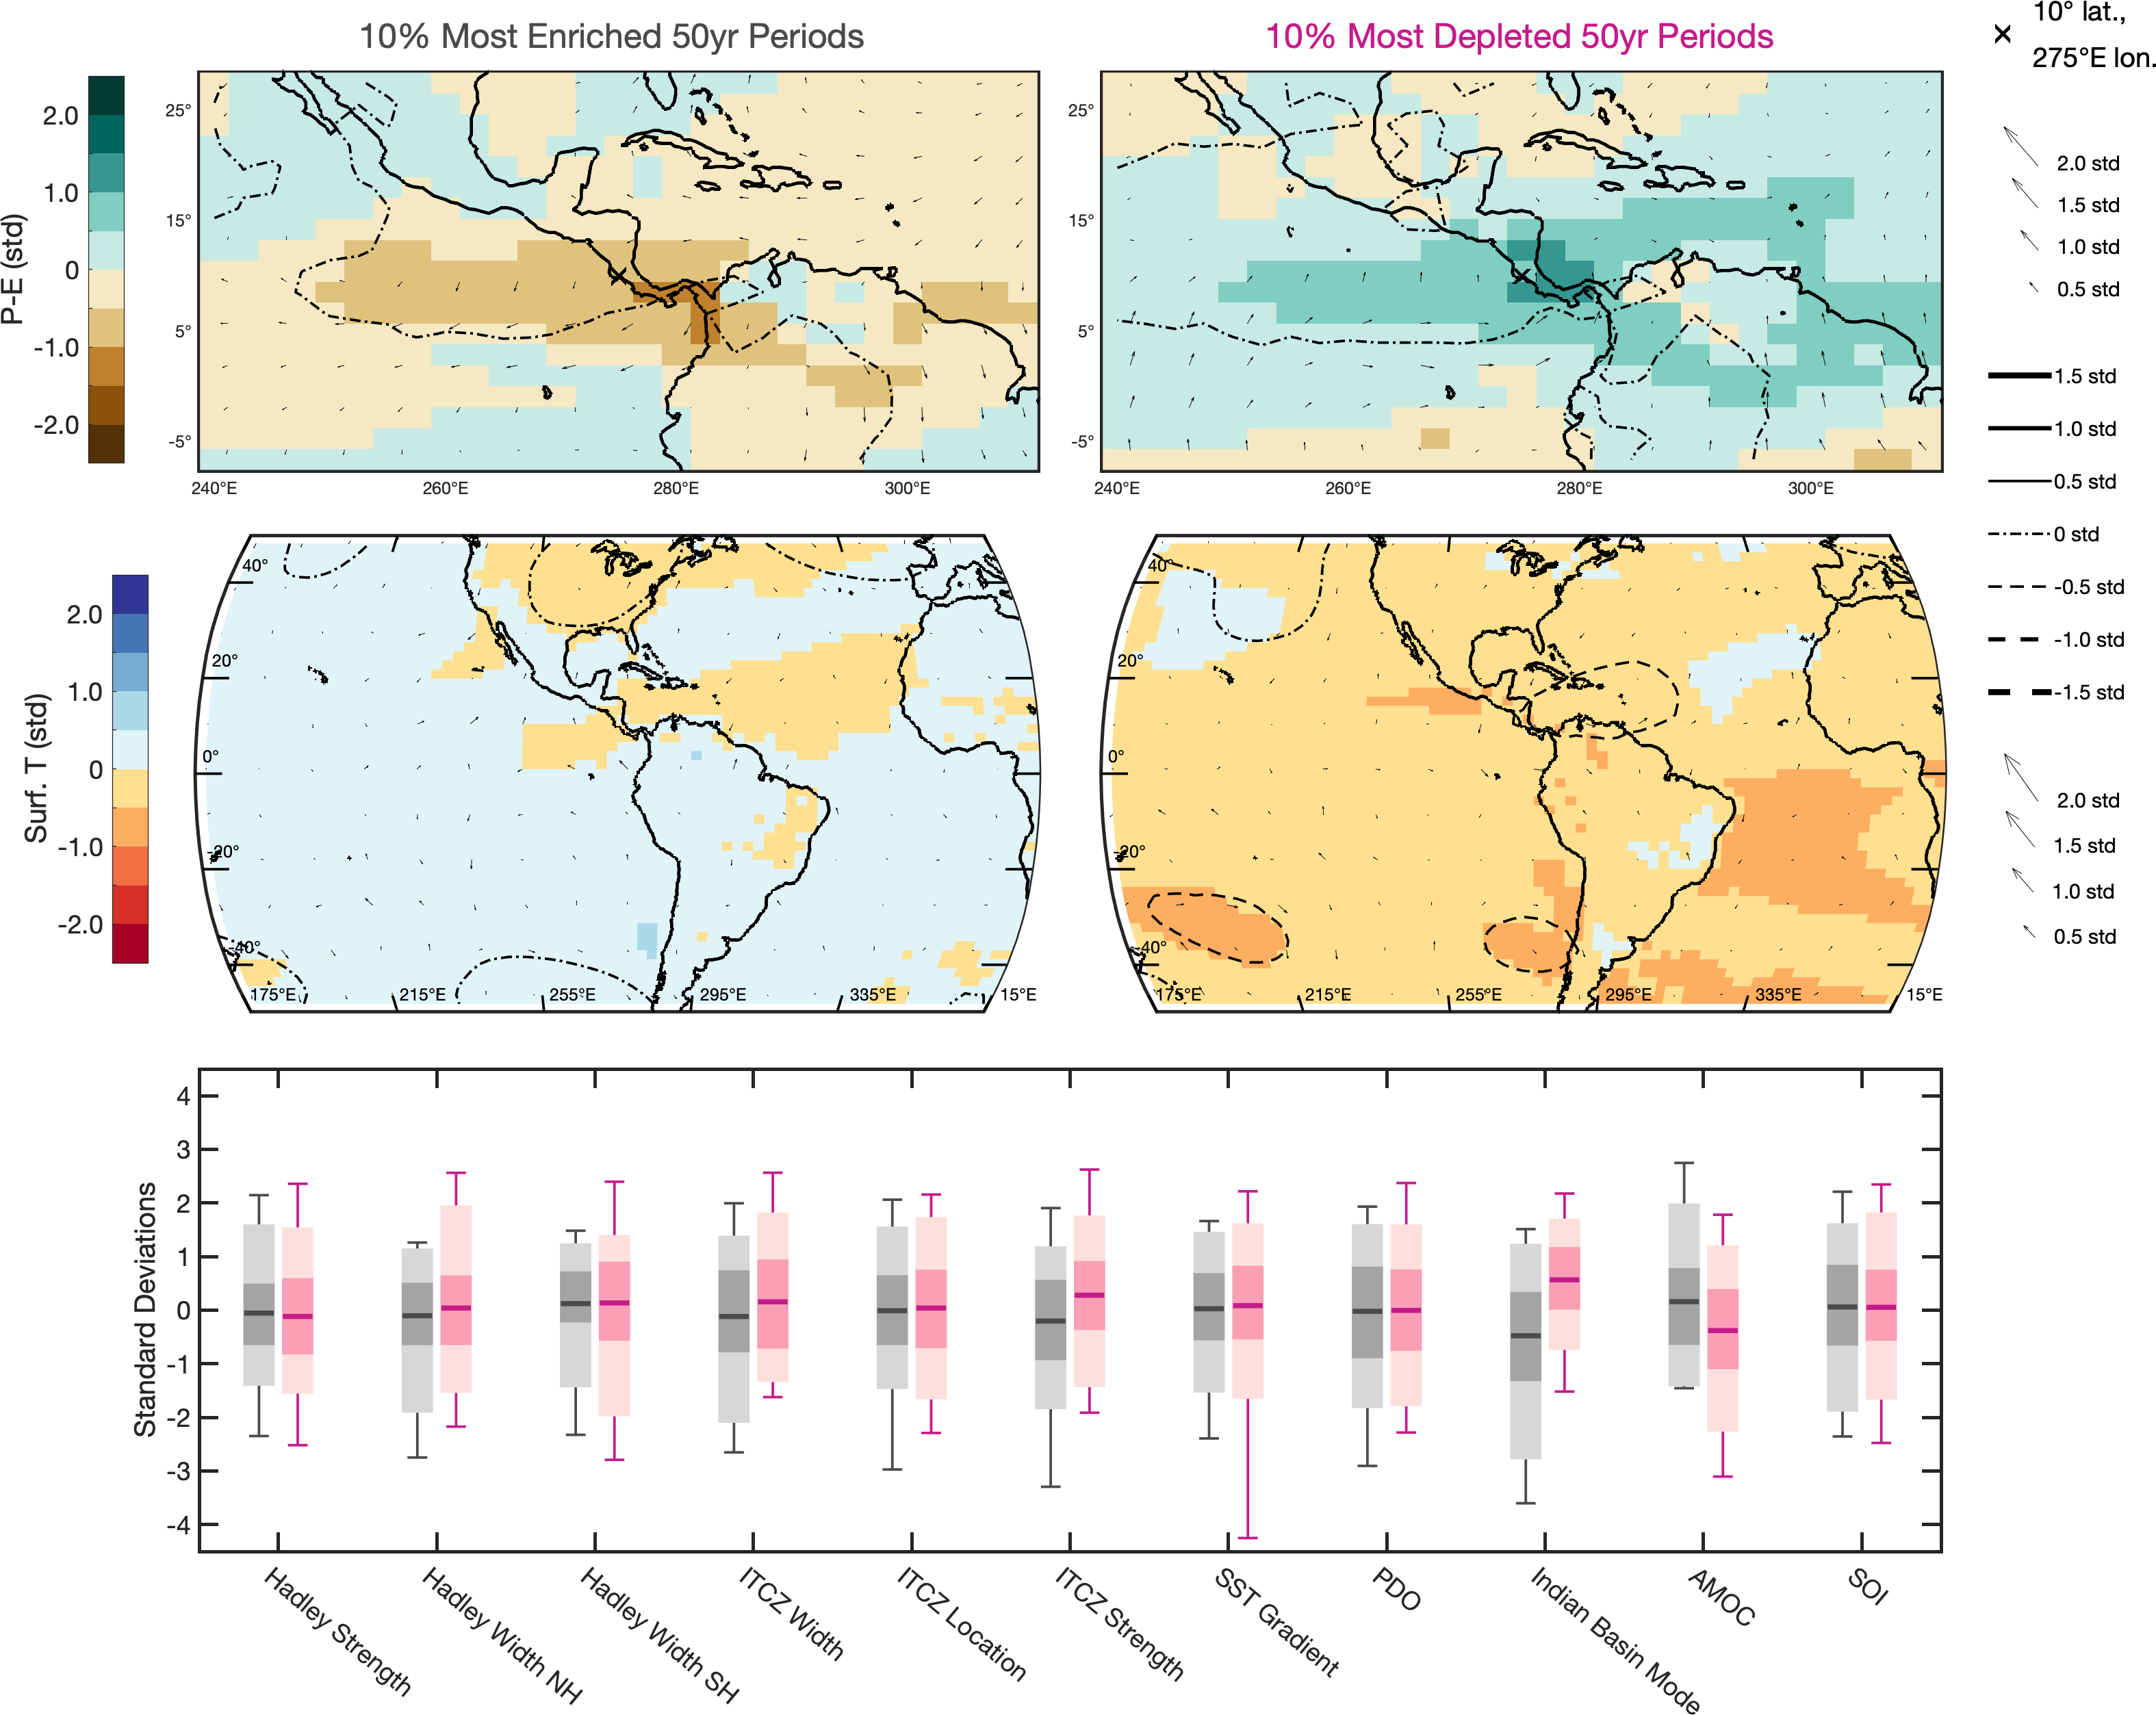 10% Most Enriched 50yr Periods
10% Most Depleted 50yr Periods
10° lat.,
275°E lon.
P-E (std)
2.0
1.0
0
-1.0
-2.0
25°
15°
5°
-5°
240°E
260°E
280°E
300°E
25°
15°
5°
-5°
240°E
260°E
280°E
300°E
2.0 std
1.5 std
1.0 std
0.5 std
1.5 std
1.0 std
0.5 std
0 std
-0.5 std
-1.0 std
-1.5 std
Surf. T (std)
2.0
1.0
0
-1.0
-2.0
40°
20°
0°
-20°
-40°
175°E
215°E
255°E
295°E
335°E
15°E
40°
20°
0°
-20°
-40°
175°E
215°E
255°E
295°E
335°E
15°E
2.0 std
1.5 std
1.0 std
0.5 std
Standard Deviations
4
3
2
1
0
-1
-2
-3
-4
Hadley Strength
Hadley Width NH
Hadley Width SH
ITCZ Width
ITCZ Location
ITCZ Strength
SST Gradient
PDO
Indian Basin Mode
AMOC
SOI